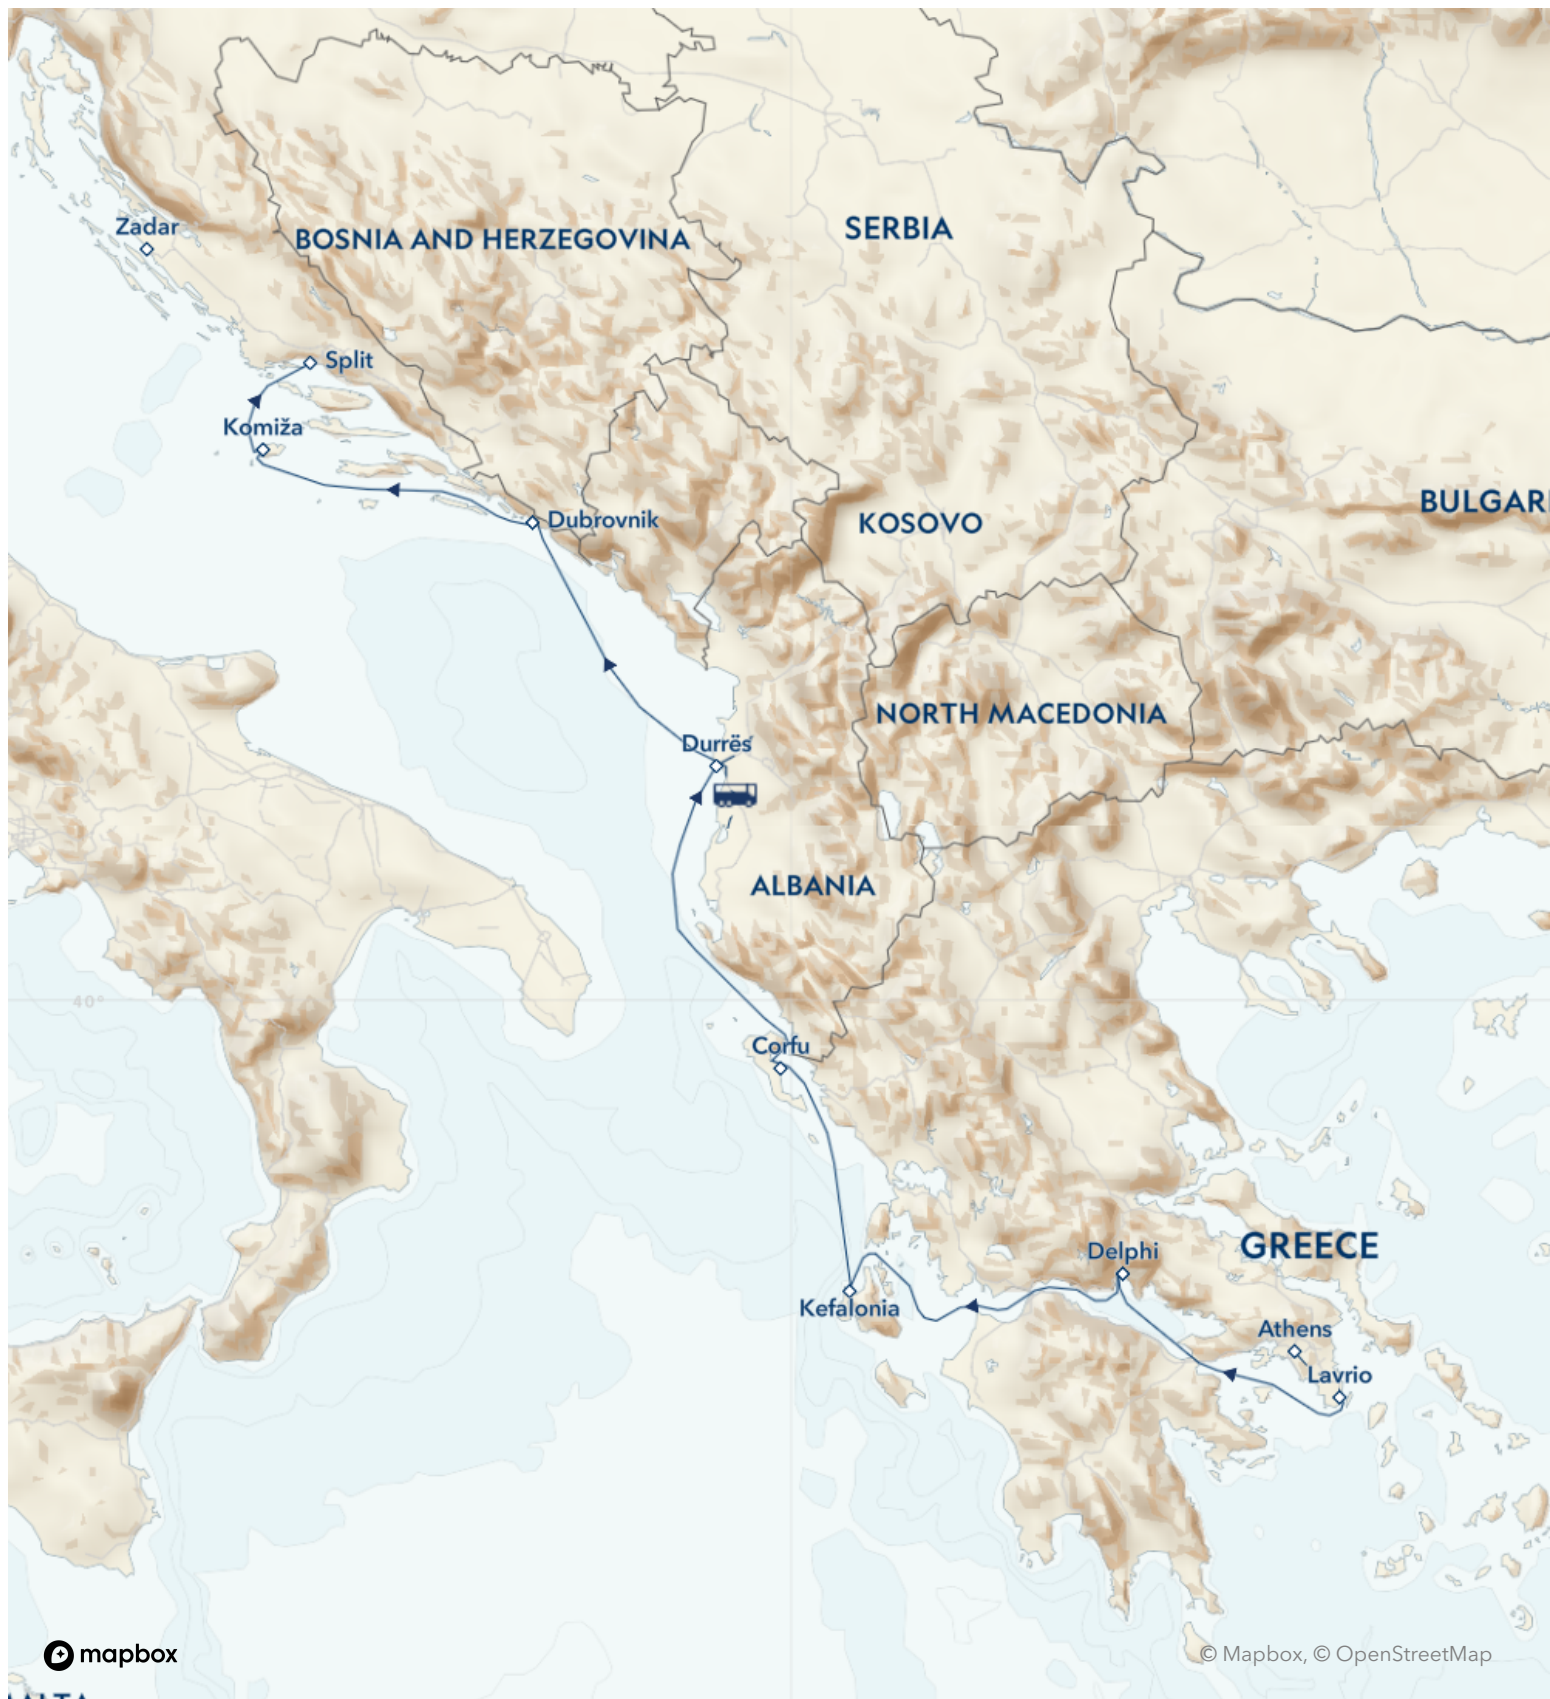 Zadar
BOSNIA AND HERZEGOVINA
SERBIA
Split
Komiža
Dubrovnik
KOSOVO
BULGARI
NORTH MACEDONIA
Durrës
ALBANIA
40°
Corfu
GREECE
Delphi
Kefalonia
Athens
Lavrio
mapbox
© Mapbox, © OpenStreetMap